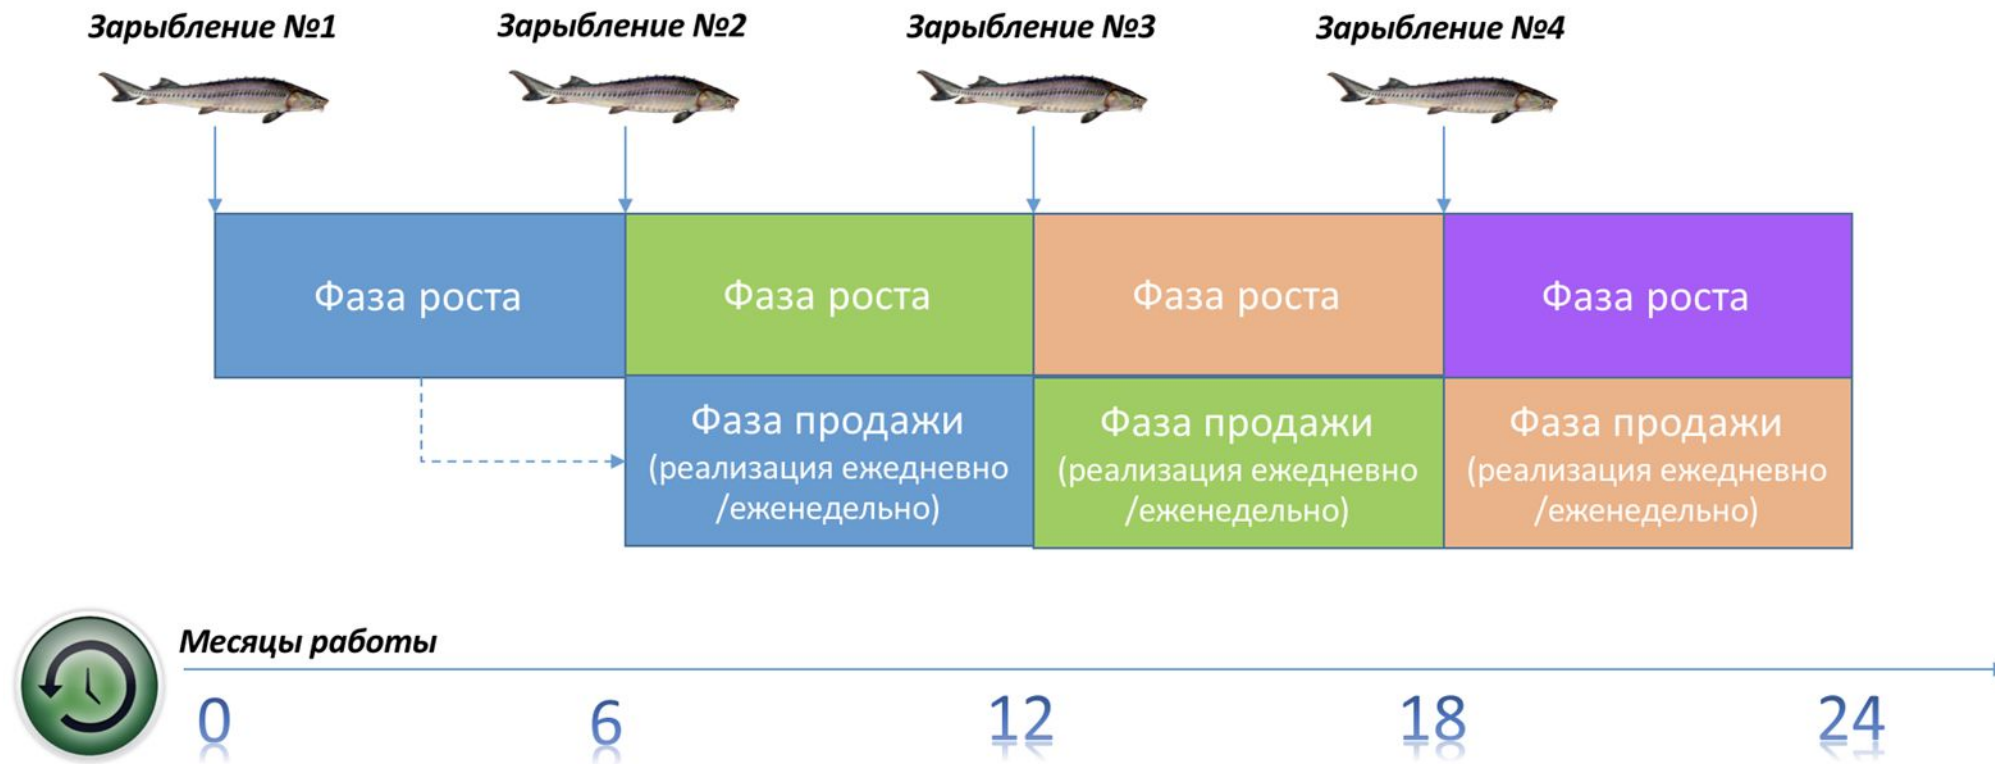 Зарыбление №1
Зарыбление №2
Зарыбление №3
Зарыбление №4
Фаза роста
Фаза роста
Фаза роста
Фаза роста
Фаза продажи
(реализация ежедневно
/еженедельно)
Фаза продажи
(реализация ежедневно
/еженедельно)
Фаза продажи
(реализация ежедневно
/еженедельно)
Месяцы работы
0
6
12
18
24